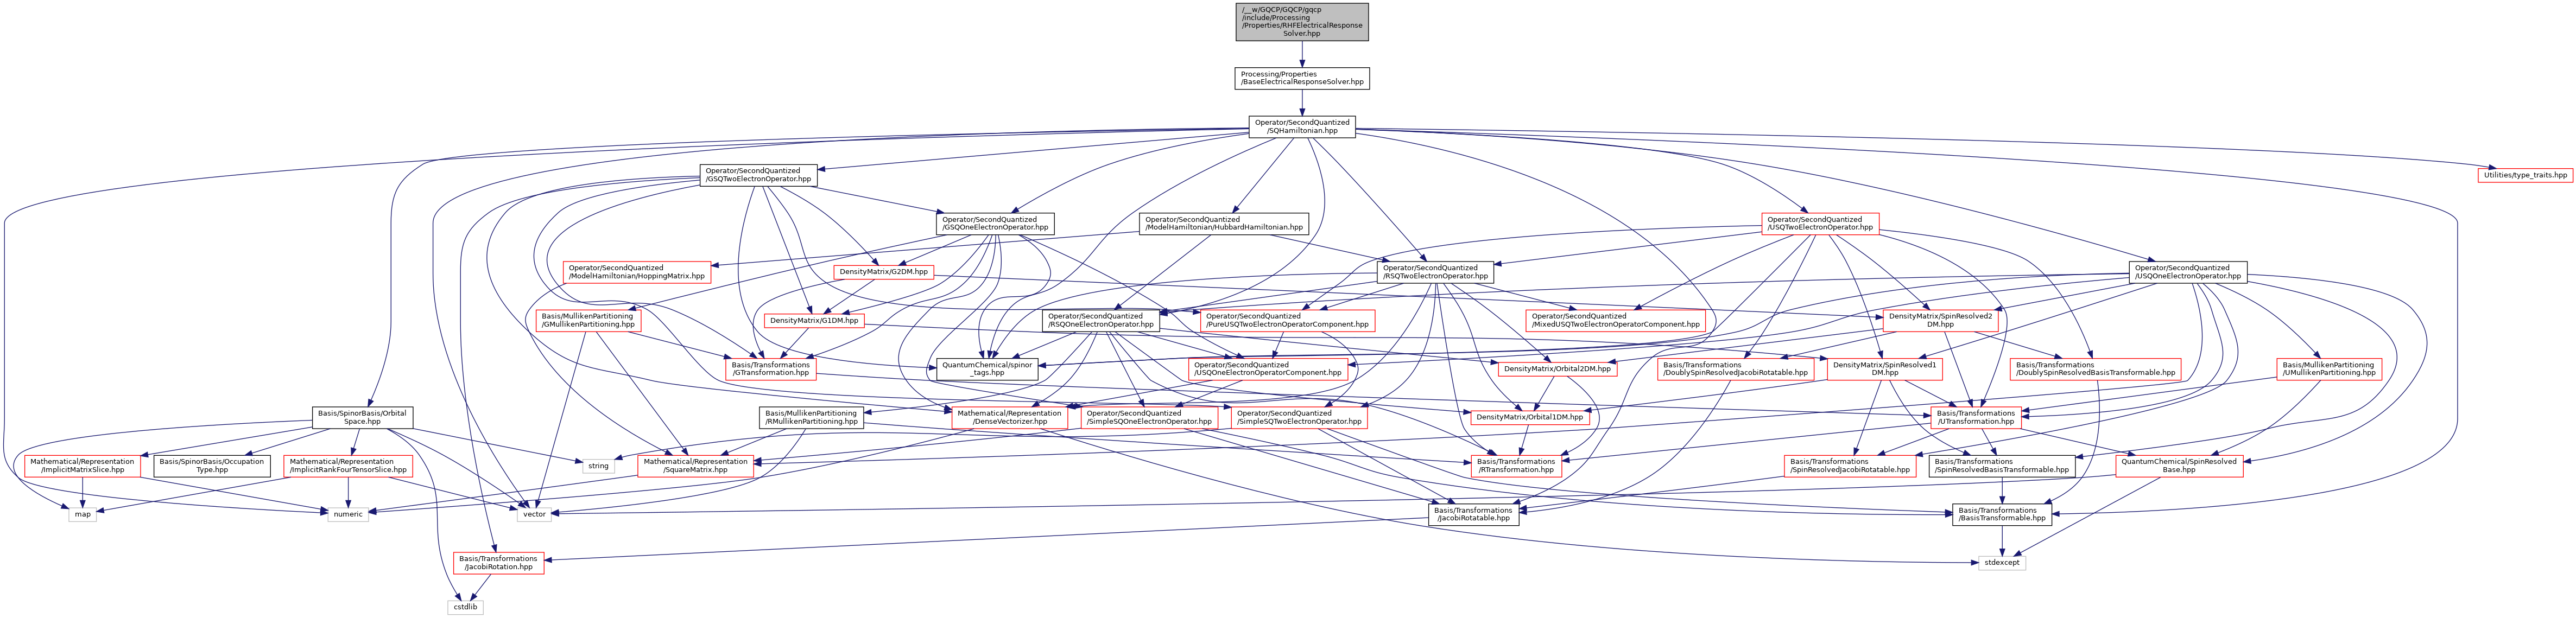 /__w/GQCP/GQCP/gqcp
/include/Processing
/Properties/RHFElectricalResponse
Solver.hpp
Processing/Properties
/BaseElectricalResponseSolver.hpp
Operator/SecondQuantized
/SQHamiltonian.hpp
Operator/SecondQuantized
/GSQTwoElectronOperator.hpp
Utilities/type_traits.hpp
Operator/SecondQuantized
/GSQOneElectronOperator.hpp
Operator/SecondQuantized
/ModelHamiltonian/HubbardHamiltonian.hpp
Operator/SecondQuantized
/USQTwoElectronOperator.hpp
Operator/SecondQuantized
/ModelHamiltonian/HoppingMatrix.hpp
DensityMatrix/G2DM.hpp
Operator/SecondQuantized
/RSQTwoElectronOperator.hpp
Operator/SecondQuantized
/USQOneElectronOperator.hpp
Basis/MullikenPartitioning
/GMullikenPartitioning.hpp
DensityMatrix/G1DM.hpp
Operator/SecondQuantized
/RSQOneElectronOperator.hpp
Operator/SecondQuantized
/PureUSQTwoElectronOperatorComponent.hpp
Operator/SecondQuantized
/MixedUSQTwoElectronOperatorComponent.hpp
DensityMatrix/SpinResolved2
DM.hpp
Basis/Transformations
/GTransformation.hpp
QuantumChemical/spinor
_tags.hpp
Operator/SecondQuantized
/USQOneElectronOperatorComponent.hpp
DensityMatrix/Orbital2DM.hpp
Basis/Transformations
/DoublySpinResolvedJacobiRotatable.hpp
DensityMatrix/SpinResolved1
DM.hpp
Basis/Transformations
/DoublySpinResolvedBasisTransformable.hpp
Basis/MullikenPartitioning
/UMullikenPartitioning.hpp
Basis/SpinorBasis/Orbital
Space.hpp
Basis/MullikenPartitioning
/RMullikenPartitioning.hpp
Mathematical/Representation
/DenseVectorizer.hpp
Operator/SecondQuantized
/SimpleSQOneElectronOperator.hpp
Operator/SecondQuantized
/SimpleSQTwoElectronOperator.hpp
DensityMatrix/Orbital1DM.hpp
Basis/Transformations
/UTransformation.hpp
Mathematical/Representation
/ImplicitMatrixSlice.hpp
Basis/SpinorBasis/Occupation
Type.hpp
Mathematical/Representation
/ImplicitRankFourTensorSlice.hpp
string
Mathematical/Representation
/SquareMatrix.hpp
Basis/Transformations
/RTransformation.hpp
Basis/Transformations
/SpinResolvedJacobiRotatable.hpp
Basis/Transformations
/SpinResolvedBasisTransformable.hpp
QuantumChemical/SpinResolved
Base.hpp
map
numeric
vector
Basis/Transformations
/JacobiRotatable.hpp
Basis/Transformations
/BasisTransformable.hpp
Basis/Transformations
/JacobiRotation.hpp
stdexcept
cstdlib